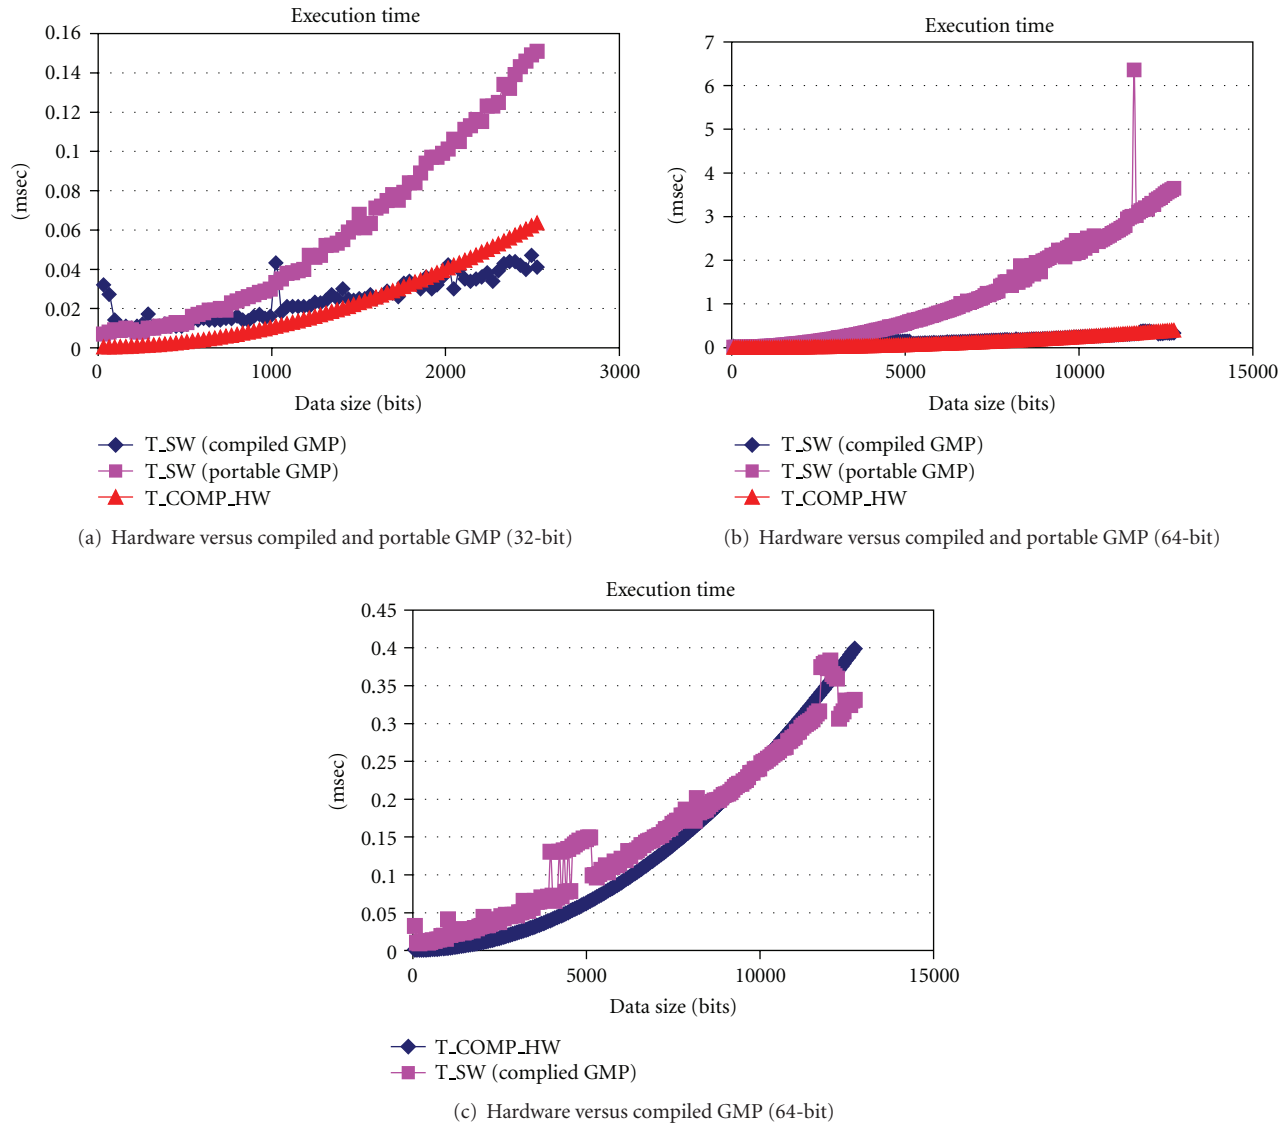 Execution time
0.16
0.14
0.12
0.1
0.08
0.06
0.04
0.02
0
(msec)
0
1000
2000
3000
Data size (bits)
T_SW (compiled GMP)
T_SW (portable GMP)
T_COMP_HW
(a) Hardware versus compiled and portable GMP (32-bit)
Execution time
7
6
5
4
3
2
1
0
(msec)
0
5000
10000
15000
Data size (bits)
T_SW (compiled GMP)
T_SW (portable GMP)
T_COMP_HW
(b) Hardware versus compiled and portable GMP (64-bit)
Execution time
0.45
0.4
0.35
0.3
0.25
0.2
0.15
0.1
0.05
0
(msec)
0
5000
10000
15000
Data size (bits)
T_COMP_HW
T_SW (complied GMP)
(c) Hardware versus compiled GMP (64-bit)